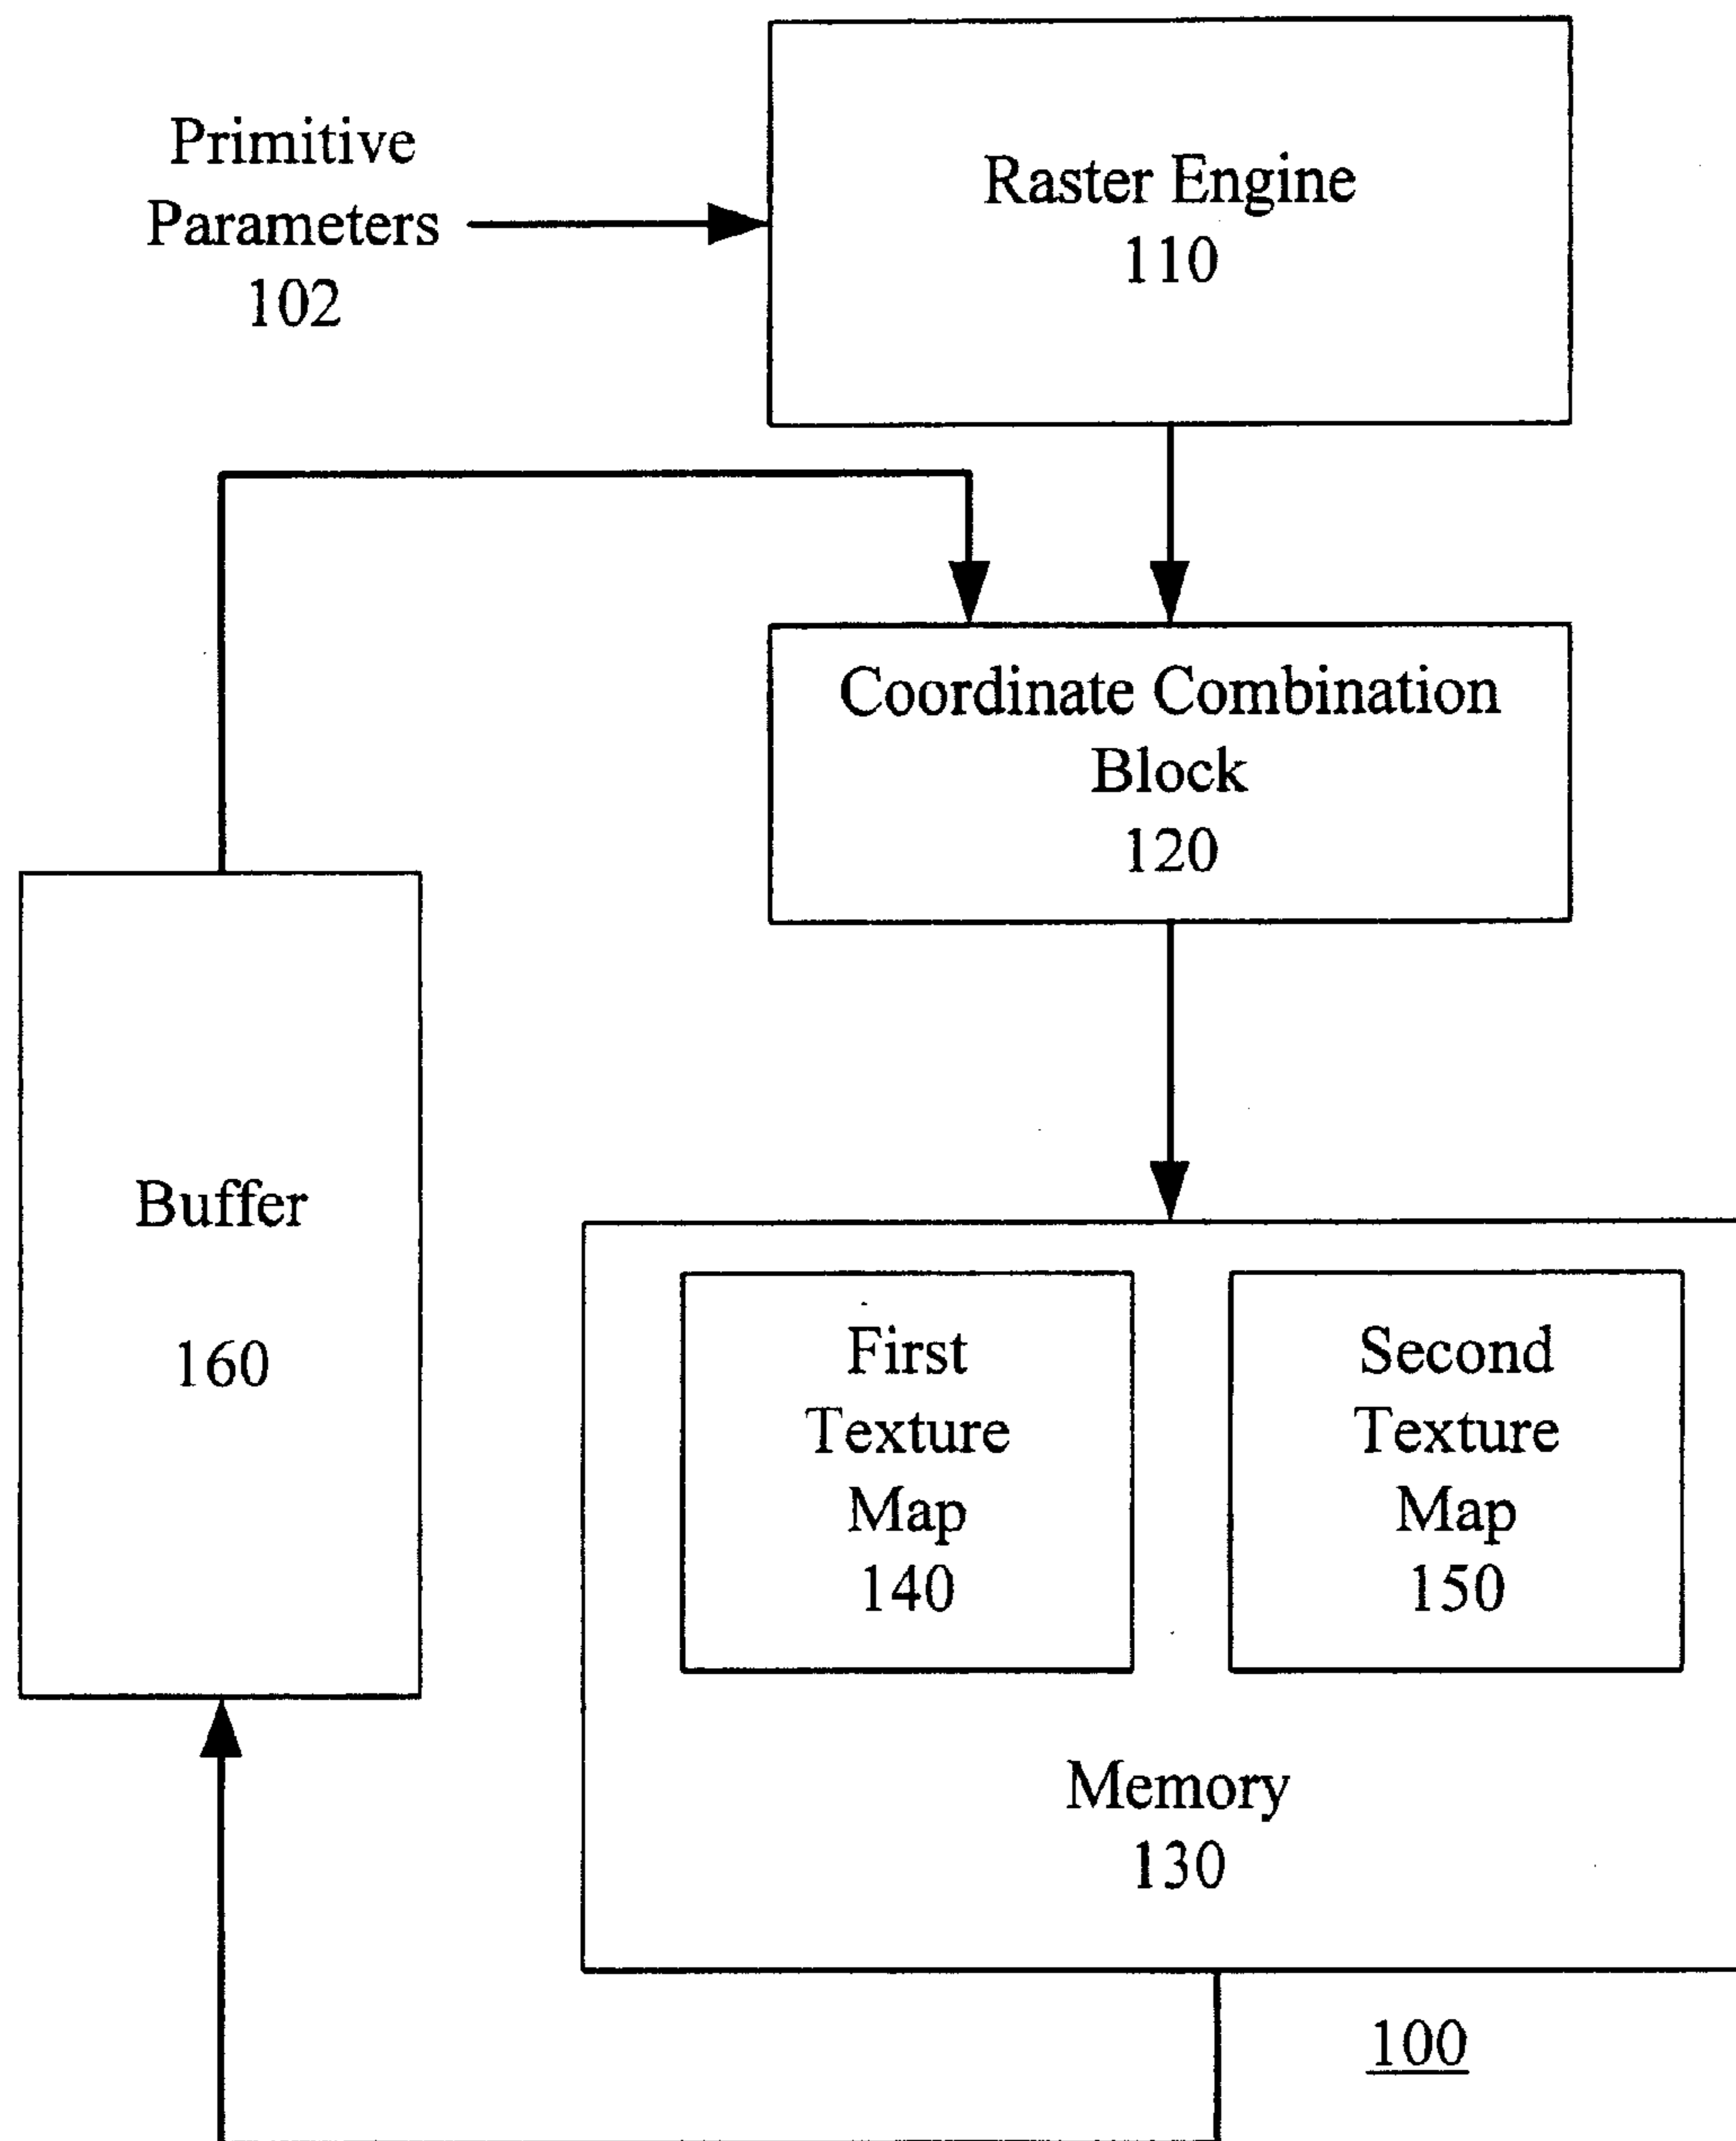 Primitive
Parameters
102
Raster Engine
110
Coordinate Combination
Block
120
Buffer
160
First
Texture
Map
140
Second
Texture
Map
150
Memory
130
100